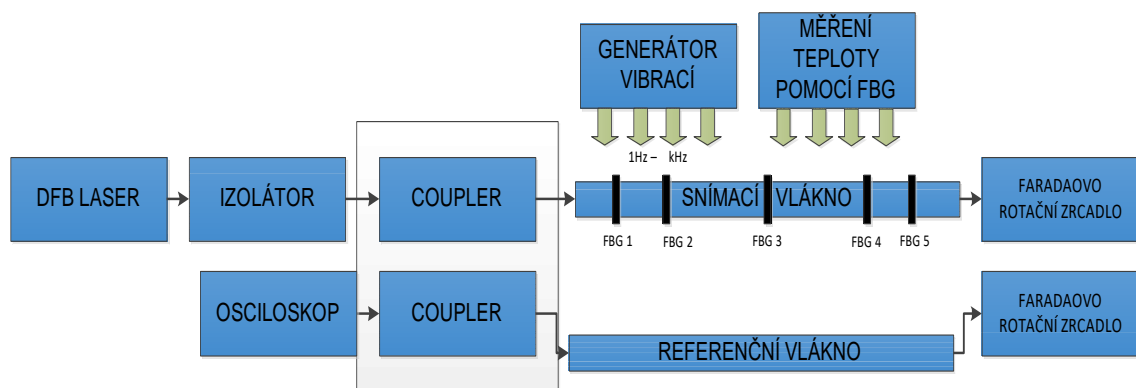 GENERÁTOR
VIBRACÍ
MĚŘENÍ
TEPLOTY
POMOCÍ FBG
1Hz – kHz
DFB LASER
IZOLÁTOR
COUPLER
SNÍMACÍ VLÁKNO
FARADAOVO
ROTAČNÍ ZRCADLO
FBG 1
FBG 2
FBG 3
FBG 4
FBG 5
OSCILOSKOP
COUPLER
REFERENČNÍ VLÁKNO
FARADAOVO
ROTAČNÍ ZRCADLO